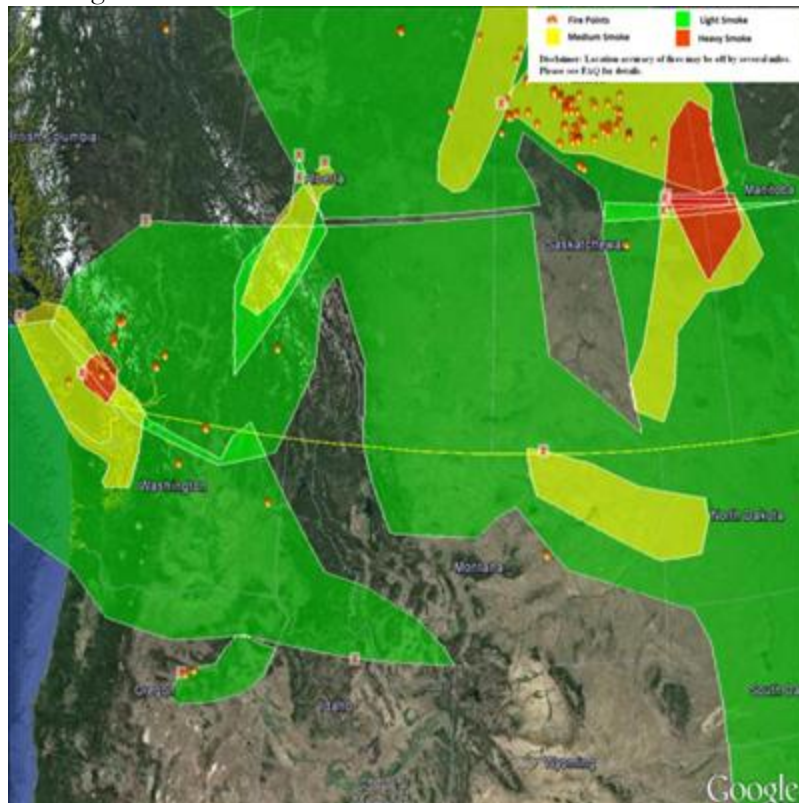 Fire Points
Light Smoke
Medium Smoke
Heavy Smoke
Disclaimer: Location accuracy of fires may be off by several miles.
Please see FAQ for details.
British Columbia
Alberta
Manitoba
Saskatchewan
Washington
North Dakota
Montana
Oregon
South Da
Idaho
Wyoming
Google